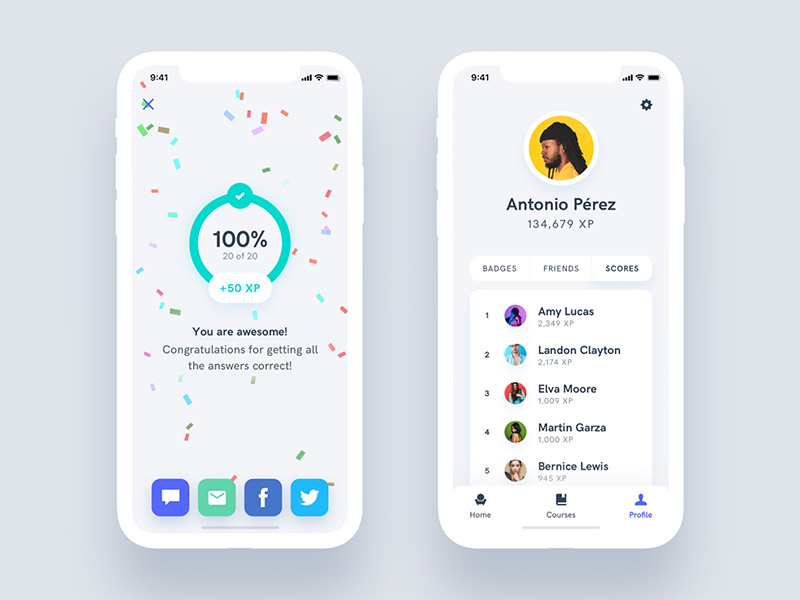 9:41
100%
20 of 20
+50 XP
You are awesome!
Congratulations for getting all
the answers correct!
f
9:41
Antonio Pérez
134,679 XP
BADGES FRIENDS SCORES
1 Amy Lucas
2,349 XP
2 Landon Clayton
2,174 XP
3 Elva Moore
1,009 XP
4 Martin Garza
1,000 XP
5 Bernice Lewis
945 XP
Home Courses Profile